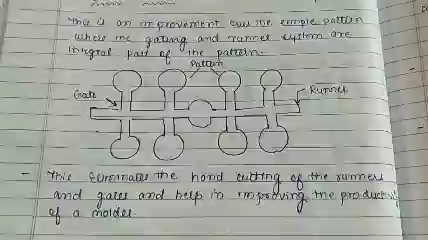 This is an improvement over the simple pattern
where the gating and runner system are
integral part of the pattern.
Pattern
Gate
Runner
- This Eliminates the hand cutting of the runners
and gates and help in improving the productivity
of a molder.